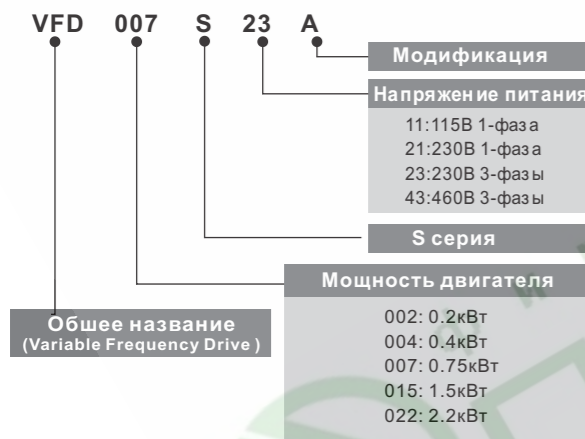 VFD 007 S 23 A
Модификация
Напряжение питания
11:115В 1-фаза
21:230В 1-фаза
23:230В 3-фазы
43:460В 3-фазы
S серия
Мощность двигателя
002: 0.2кВт
004: 0.4кВт
007: 0.75кВт
015: 1.5кВт
022: 2.2кВт
Обшее название
(Variable Frequency Drive )